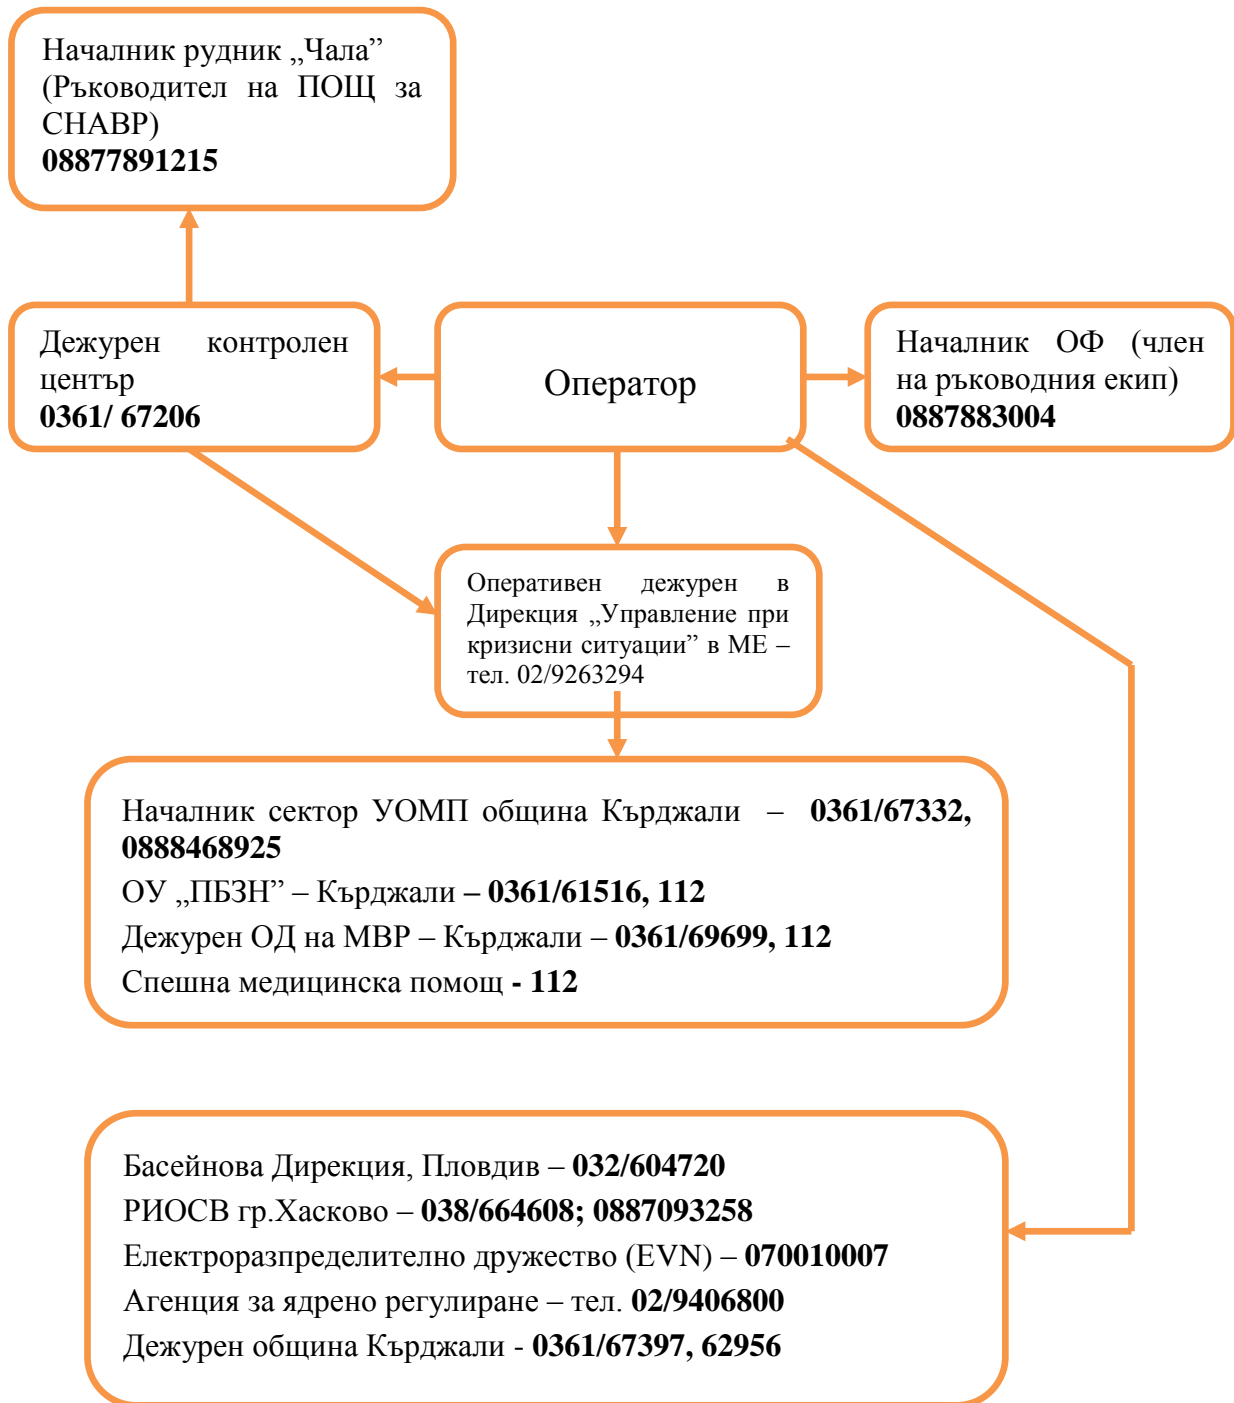 Началник рудник „Чала”
(Ръководител на ПОЩ за
СНАВР)
08877891215
Дежурен контролен
център
0361/ 67206
Оператор
Началник ОФ (член
на ръководния екип)
0887883004
Оперативен дежурен в
Дирекция „Управление при
кризисни ситуации” в МЕ –
тел. 02/9263294
Началник сектор УОМП община Кърджали – 0361/67332,
0888468925
ОУ „ПБЗН” – Кърджали – 0361/61516, 112
Дежурен ОД на МВР – Кърджали – 0361/69699, 112
Спешна медицинска помощ - 112
Басейнова Дирекция, Пловдив – 032/604720
РИОСВ гр.Хасково – 038/664608; 0887093258
Електроразпределително дружество (EVN) – 070010007
Агенция за ядрено регулиране – тел. 02/9406800
Дежурен община Кърджали - 0361/67397, 62956